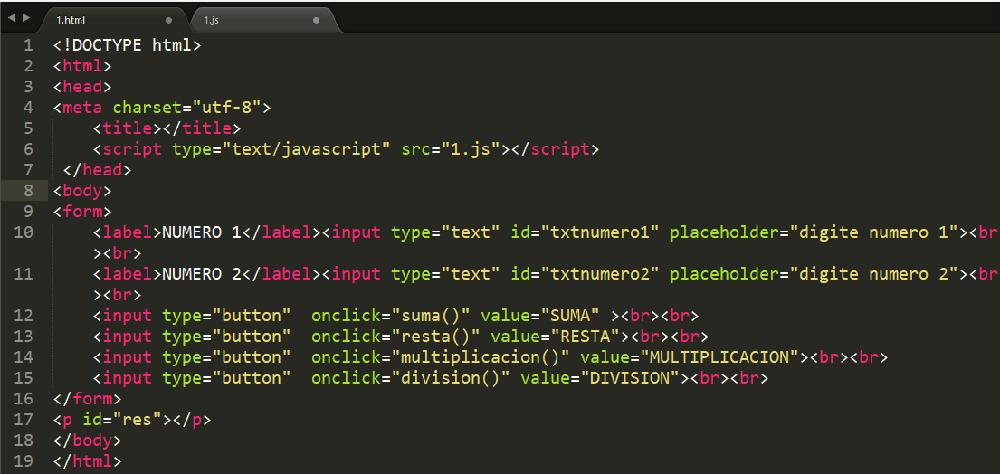 1.html 1.js
1 <!DOCTYPE html>
2 <html>
3 <head>
4 <meta charset="utf-8">
5 <title></title>
6 <script type="text/javascript" src="1.js"></script>
7 </head>
8 <body>
9 <form>
10 <label>NUMERO 1</label><input type="text" id="txtnumero1" placeholder="digite numero 1"><br
><br>
11 <label>NUMERO 2</label><input type="text" id="txtnumero2" placeholder="digite numero 2"><br
><br>
12 <input type="button"  onclick="suma()" value="SUMA" ><br><br>
13 <input type="button"  onclick="resta()" value="RESTA"><br><br>
14 <input type="button"  onclick="multiplicacion()" value="MULTIPLICACION"><br><br>
15 <input type="button"  onclick="division()" value="DIVISION"><br><br>
16 </form>
17 <p id="res"></p>
18 </body>
19 </html>